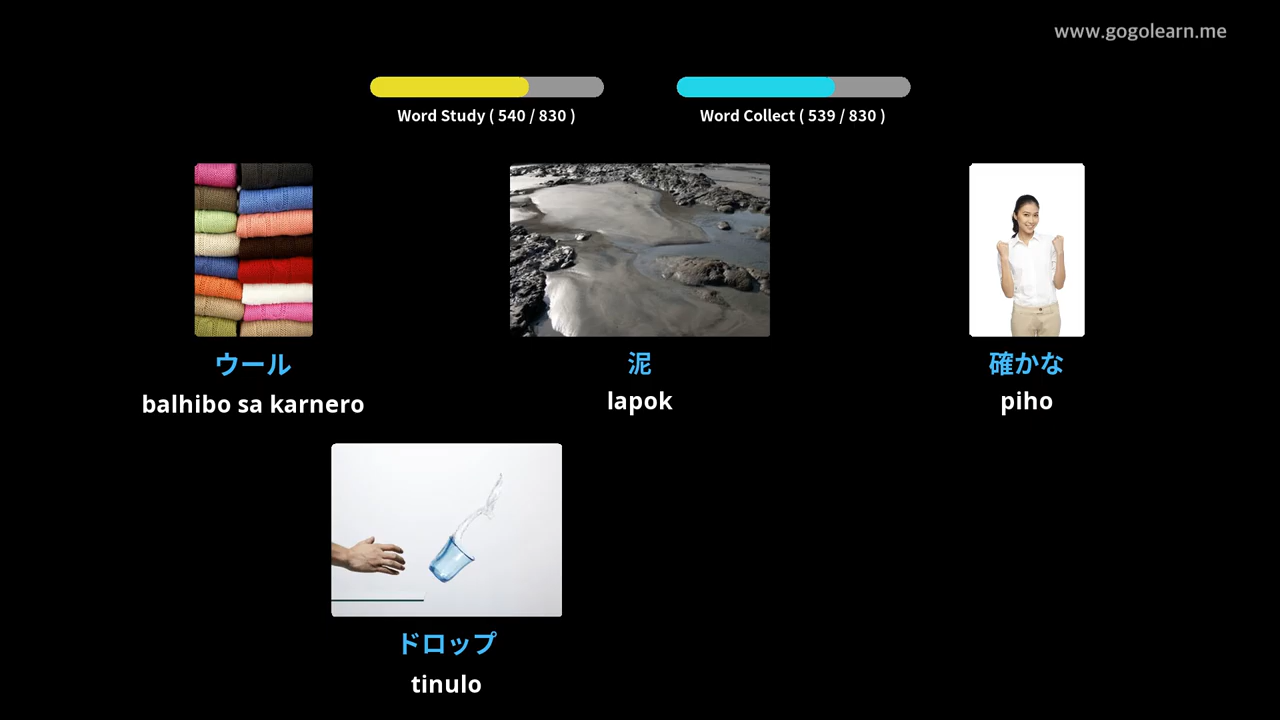 www.gogolearn.me
Word Study ( 540 / 830 )
Word Collect ( 539 / 830 )
ウール
balhibo sa karnero
泥
lapok
確かな
piho
ドロップ
tinulo